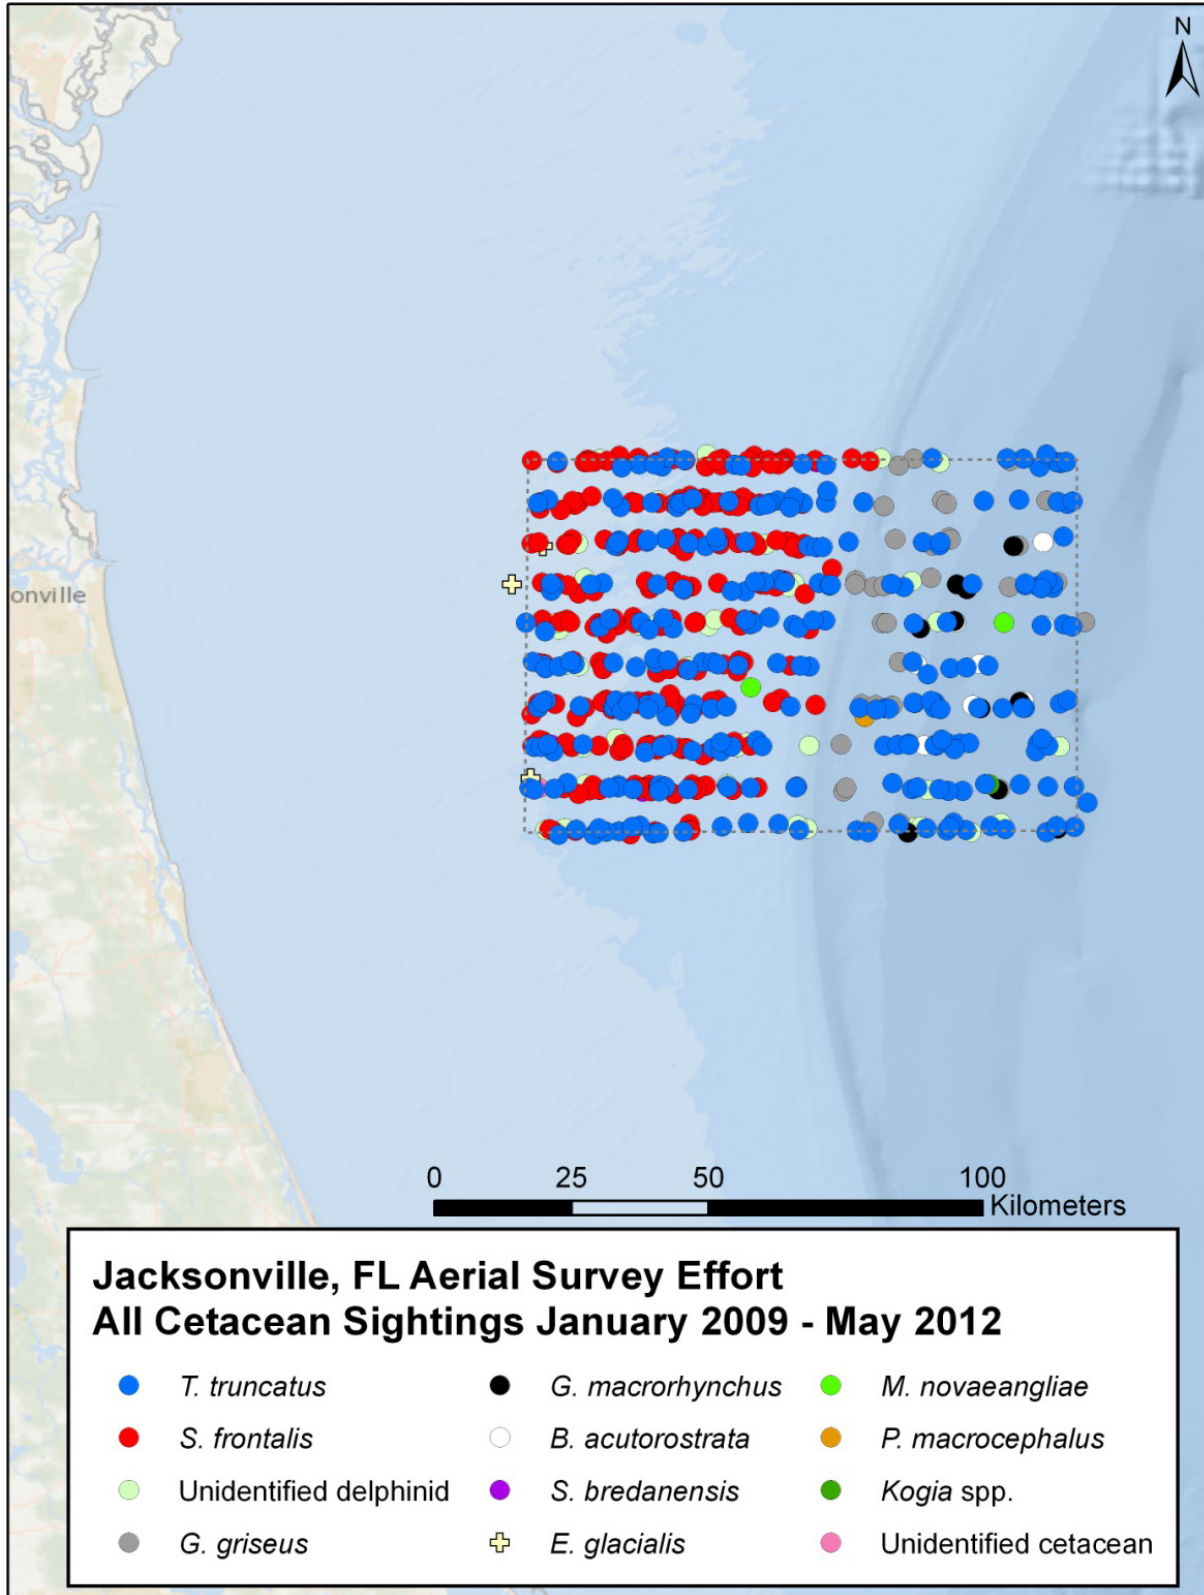 N
onville
0 25 50 100
Kilometers
Jacksonville, FL Aerial Survey Effort
All Cetacean Sightings January 2009 - May 2012
T. truncatus
S. frontalis
Unidentified delphinid
G. griseus
G. macrorhynchus
B. acutorostrata
S. bredanensis
E. glacialis
M. novaeangliae
P. macrocephalus
Kogia spp.
Unidentified cetacean